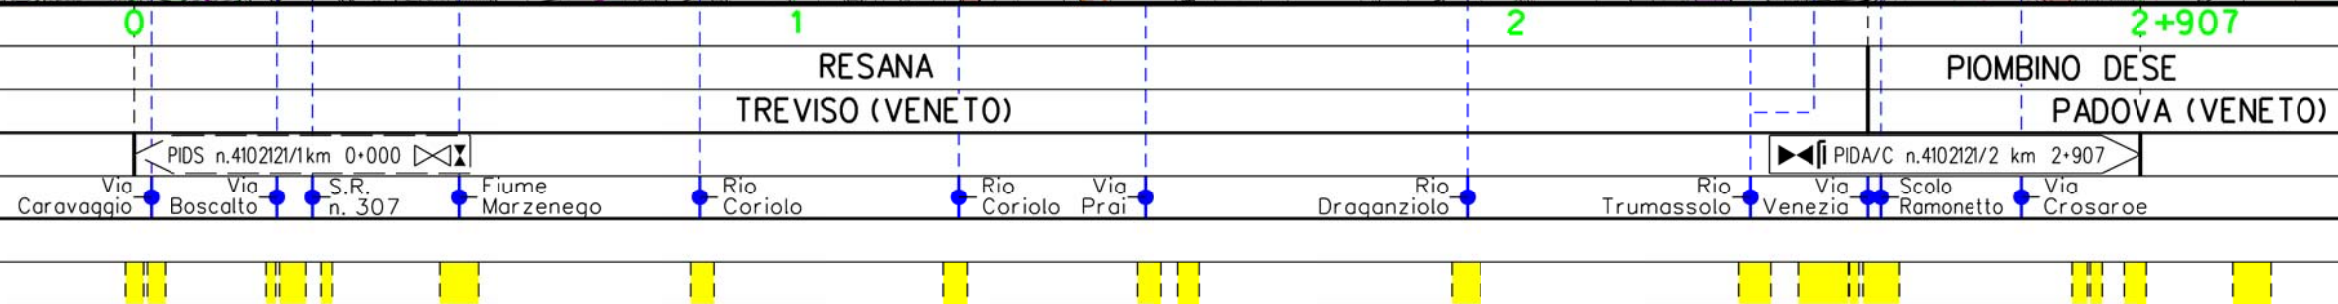 0 1 2 2+907
RESANA PIOMBINO DESE
TREVISO (VENETO) PADOVA (VENETO)
PIDS n.4102121/1 km 0+000 PIDA/C n.4102121/2 km 2+907
Via Caravaggio
Via Boscalto
S.R. n. 307
Fiume Marzenego
Rio Coriolo
Rio Coriolo
Via Prai
Rio Draganziolo
Rio Trumassolo
Via Venezia
Scolo Ramonetto
Via Crosaroe